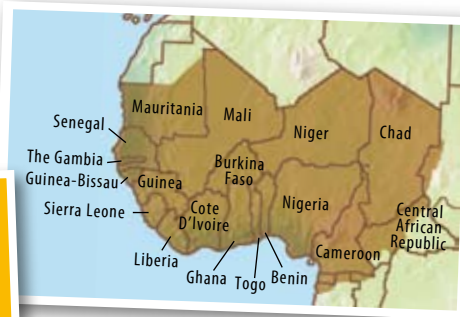 Mauritania
Mali
Niger
Chad
Senegal
The Gambia
Guinea-Bissau
Guinea
Burkina
Faso
Nigeria
Sierra Leone
Cote
D'Ivoire
Central
African
Republic
Cameroon
Liberia
Ghana
Togo
Benin